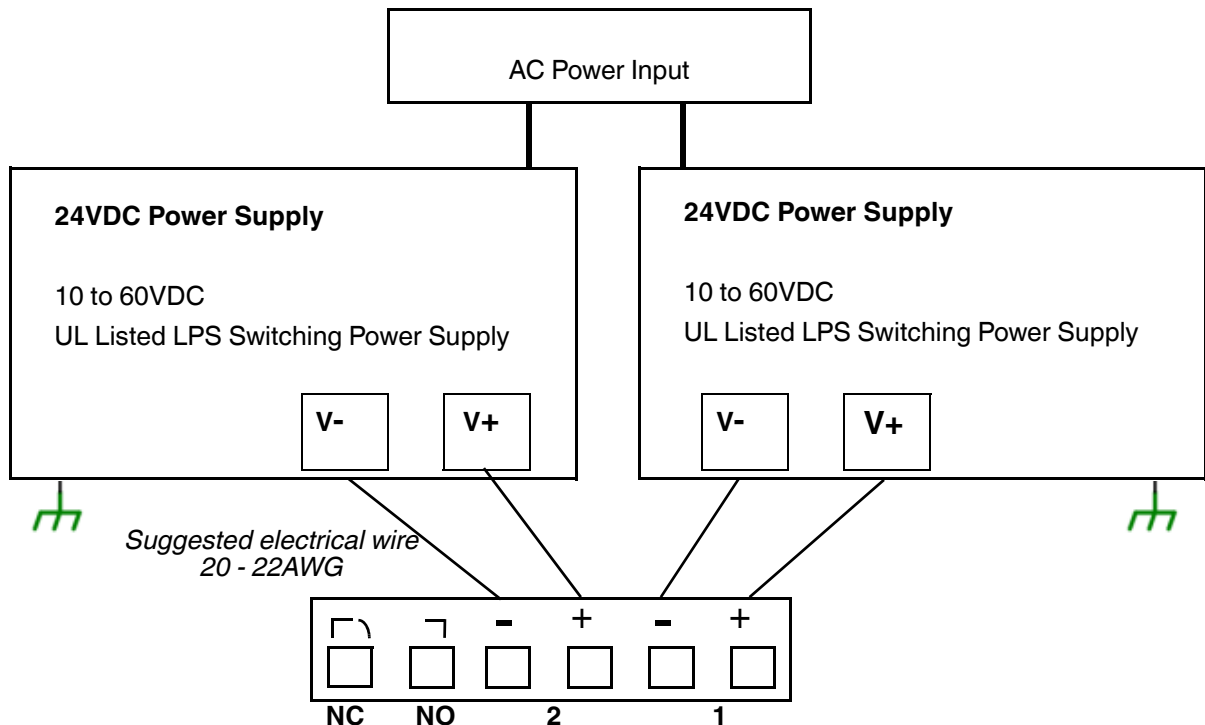 AC Power Input
24VDC Power Supply
10 to 60VDC
UL Listed LPS Switching Power Supply
V- V+
24VDC Power Supply
10 to 60VDC
UL Listed LPS Switching Power Supply
V- V+
Suggested electrical wire
20 - 22AWG
- + - +
NC NO 2 1